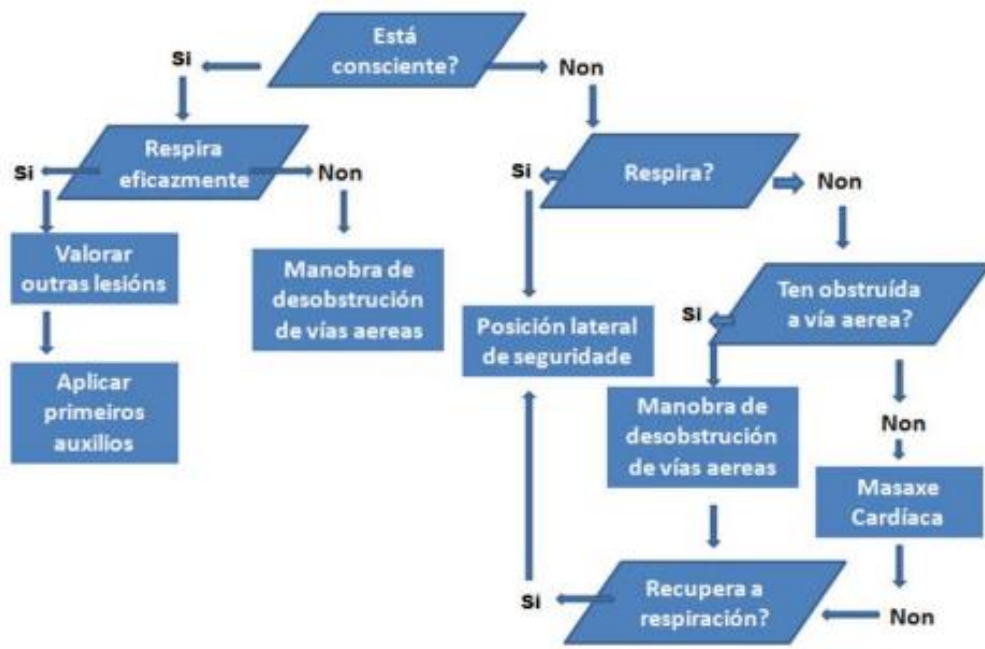 Está
consciente?
Si
Non
Respira
eficazmente
Si
Non
Respira?
Si
Non
Valorar
outras lesións
Manobra de
desobstrución
de vías aereas
Ten obstruída
a vía aerea?
Si
Posición lateral
de seguridade
Aplicar
primeiros
auxilios
Manobra de
desobstrución
de vías aereas
Non
Masaxe
Cardíaca
Recupera a
respiración?
Si
Non